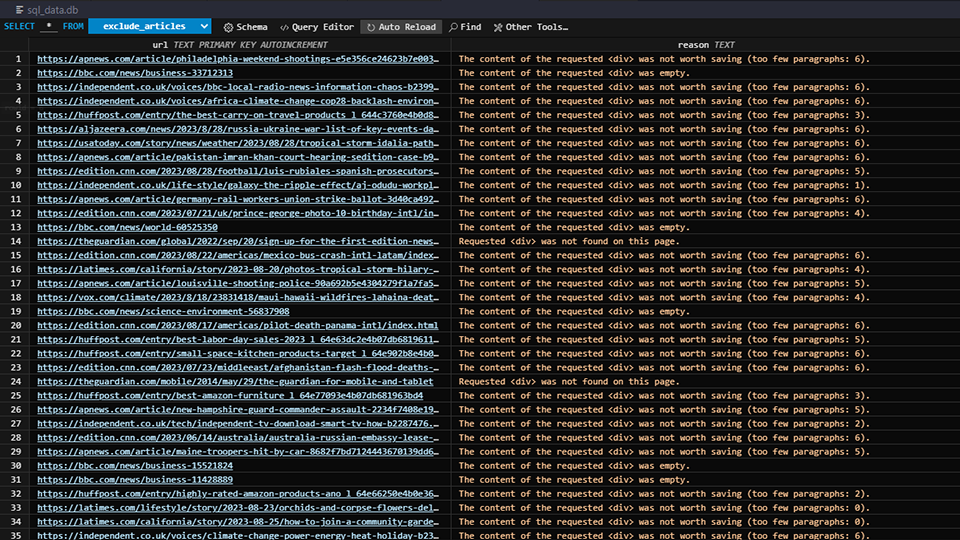 sql_data.db
SELECT * FROM exclude_articles Schema Query Editor Auto Reload Find Other Tools…
url TEXT PRIMARY KEY AUTOINCREMENT reason TEXT
1 https://apnews.com/article/philadelphia-weekend-shootings-e5e356ce24623b7e003… The content of the requested <div> was not worth saving (too few paragraphs: 6).
2 https://bbc.com/news/business-33712313 The content of the requested <div> was empty.
3 https://independent.co.uk/voices/bbc-local-radio-news-information-chaos-b2399… The content of the requested <div> was not worth saving (too few paragraphs: 6).
4 https://independent.co.uk/voices/africa-climate-change-cop28-backlash-environ… The content of the requested <div> was not worth saving (too few paragraphs: 6).
5 https://huffpost.com/entry/the-best-carry-on-travel-products_l_644c3760e4b0d8… The content of the requested <div> was not worth saving (too few paragraphs: 3).
6 https://aljazeera.com/news/2023/8/28/russia-ukraine-war-list-of-key-events-da… The content of the requested <div> was not worth saving (too few paragraphs: 6).
7 https://usatoday.com/story/news/weather/2023/08/28/tropical-storm-idalia-path… The content of the requested <div> was not worth saving (too few paragraphs: 6).
8 https://apnews.com/article/pakistan-imran-khan-court-hearing-sedition-case-b9… The content of the requested <div> was not worth saving (too few paragraphs: 6).
9 https://edition.cnn.com/2023/08/28/football/luis-rubiales-spanish-prosecutors… The content of the requested <div> was not worth saving (too few paragraphs: 5).
10 https://independent.co.uk/life-style/galaxy-the-ripple-effect/aj-odudu-workpl… The content of the requested <div> was not worth saving (too few paragraphs: 1).
11 https://apnews.com/article/germany-rail-workers-union-strike-ballot-3d40ca492… The content of the requested <div> was not worth saving (too few paragraphs: 6).
12 https://edition.cnn.com/2023/07/21/uk/prince-george-photo-10-birthday-intl/in… The content of the requested <div> was not worth saving (too few paragraphs: 4).
13 https://bbc.com/news/world-60525350 The content of the requested <div> was empty.
14 https://theguardian.com/global/2022/sep/20/sign-up-for-the-first-edition-news… Requested <div> was not found on this page.
15 https://edition.cnn.com/2023/08/22/americas/mexico-bus-crash-intl-latam/index… The content of the requested <div> was not worth saving (too few paragraphs: 6).
16 https://latimes.com/california/story/2023-08-20/photos-tropical-storm-hilary-… The content of the requested <div> was not worth saving (too few paragraphs: 4).
17 https://apnews.com/article/louisville-shooting-police-90a692b5e4304279f1a7fa5… The content of the requested <div> was not worth saving (too few paragraphs: 5).
18 https://vox.com/climate/2023/8/18/23831418/maui-hawaii-wildfires-lahaina-deat… The content of the requested <div> was not worth saving (too few paragraphs: 4).
19 https://bbc.com/news/science-environment-56837908 The content of the requested <div> was empty.
20 https://edition.cnn.com/2023/08/17/americas/pilot-death-panama-intl/index.html The content of the requested <div> was not worth saving (too few paragraphs: 6).
21 https://huffpost.com/entry/best-labor-day-sales-2023_l_64e63dc2e4b07db6819611… The content of the requested <div> was not worth saving (too few paragraphs: 5).
22 https://huffpost.com/entry/small-space-kitchen-products-target_l_64e902b8e4b0… The content of the requested <div> was not worth saving (too few paragraphs: 6).
23 https://edition.cnn.com/2023/07/23/middleeast/afghanistan-flash-flood-deaths-… The content of the requested <div> was not worth saving (too few paragraphs: 6).
24 https://theguardian.com/mobile/2014/may/29/the-guardian-for-mobile-and-tablet Requested <div> was not found on this page.
25 https://huffpost.com/entry/best-amazon-furniture_l_64e77093e4b07db681963bd4 The content of the requested <div> was not worth saving (too few paragraphs: 3).
26 https://apnews.com/article/new-hampshire-guard-commander-assault-2234f7408e19… The content of the requested <div> was not worth saving (too few paragraphs: 5).
27 https://independent.co.uk/tech/independent-tv-download-smart-tv-how-b2287476.… The content of the requested <div> was not worth saving (too few paragraphs: 2).
28 https://edition.cnn.com/2023/06/14/australia/australia-russian-embassy-lease-… The content of the requested <div> was not worth saving (too few paragraphs: 6).
29 https://apnews.com/article/maine-troopers-hit-by-car-8682f7bd7124443670139dd6… The content of the requested <div> was not worth saving (too few paragraphs: 5).
30 https://bbc.com/news/business-15521824 The content of the requested <div> was empty.
31 https://bbc.com/news/business-11428889 The content of the requested <div> was empty.
32 https://huffpost.com/entry/highly-rated-amazon-products-ano_l_64e66250e4b0e36… The content of the requested <div> was not worth saving (too few paragraphs: 2).
33 https://latimes.com/lifestyle/story/2023-08-23/orchids-and-corpse-flowers-del… The content of the requested <div> was not worth saving (too few paragraphs: 0).
34 https://latimes.com/california/story/2023-08-25/how-to-join-a-community-garde… The content of the requested <div> was not worth saving (too few paragraphs: 0).
35 https://independent.co.uk/voices/climate-change-power-energy-heat-holiday-b23… The content of the requested <div> was not worth saving (too few paragraphs: 6).